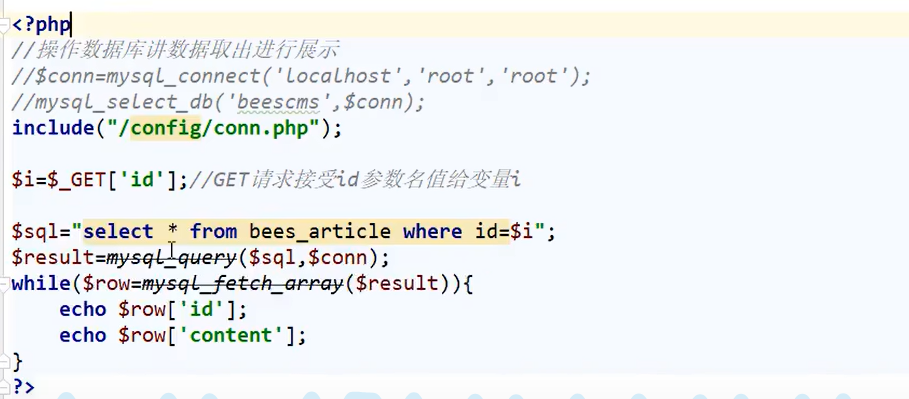 <?php
//操作数据库讲数据取出进行展示
//$conn=mysql_connect('localhost','root','root');
//mysql_select_db('beescms',$conn);
include("/config/conn.php");
$i=$_GET['id'];//GET请求接受id参数名值给变量i
$sql="select * from bees_article where id=$i";
$result=mysql_query($sql,$conn);
while($row=mysql_fetch_array($result)){
    echo $row['id'];
    echo $row['content'];
}
?>